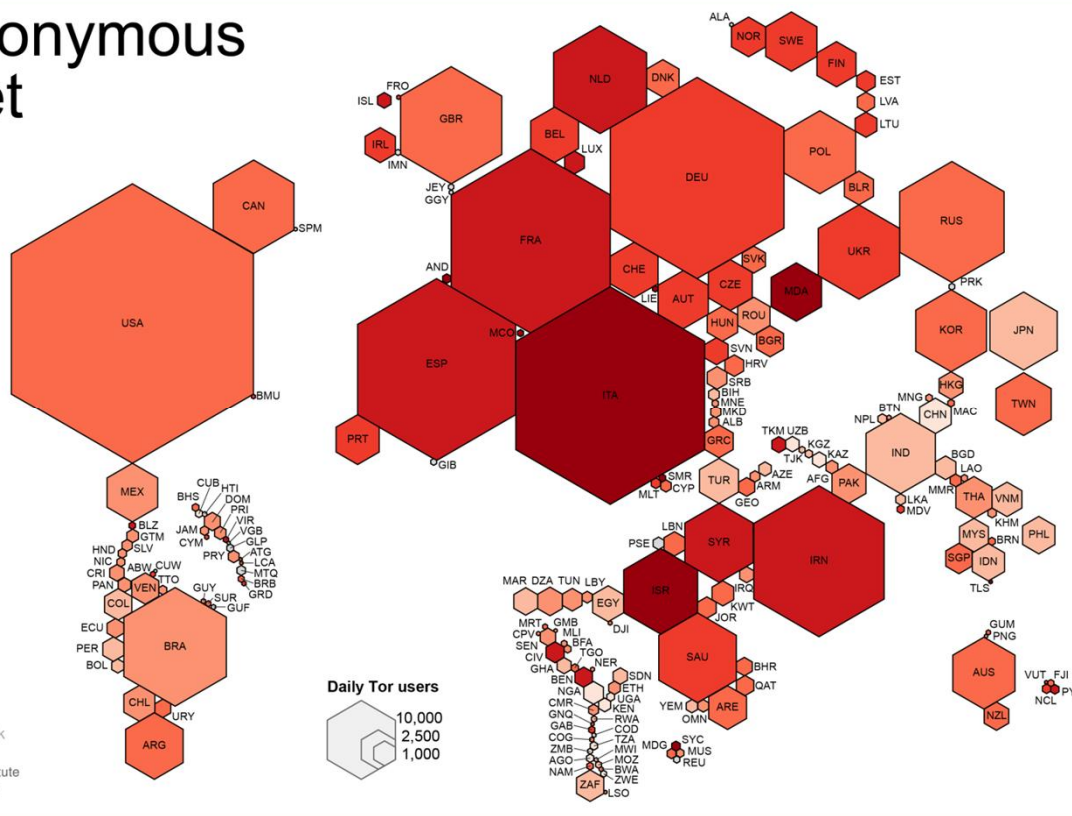 onymous
et
ALA
NOR
SWE
FIN
EST
LVA
LTU
NLD
DNK
FRO
ISL
GBR
IRL
IMN
BEL
LUX
JEY
GGY
DEU
POL
BLR
CAN
SPM
FRA
UKR
RUS
PRK
AND
CHE
LIE
AUT
CZE
SVK
MDA
HUN
ROU
BGR
KOR
JPN
USA
BMU
MCO
ESP
ITA
SVN
HRV
SRB
BIH
MNE
MKD
ALB
GRC
HKG
MNG
MAC
CHN
TWN
BTN
NPL
PRT
GIB
SMR
MLT
CYP
TUR
GEO
ARM
AZE
TKM
UZB
TJK
KGZ
KAZ
AFG
PAK
IND
BGD
LAO
MMR
LKA
MDV
THA
VNM
KHM
MYS
BRN
PHL
SGP
IDN
TLS
MEX
BLZ
GTM
SLV
HND
NIC
CRI
PAN
ABW
CUW
TTO
VEN
COL
CUB
BHS
HTI
DOM
PRI
VIR
VGB
GLP
JAM
CYM
PRY
ATG
LCA
MTQ
BRB
GRD
GUY
SUR
GUF
ECU
PER
BOL
BRA
CHL
URY
ARG
LBN
PSE
SYR
IRN
ISR
IRQ
KWT
JOR
MAR
DZA
TUN
LBY
EGY
DJI
SAU
BHR
QAT
YEM
OMN
ARE
MRT
GMB
CPV
MLI
SEN
BFA
CIV
TGO
GHA
NER
BEN
SDN
NGA
ETH
UGA
CMR
KEN
GNQ
RWA
GAB
COD
COG
TZA
ZMB
MWI
AGO
MOZ
NAM
BWA
ZWE
ZAF
LSO
SYC
MDG
MUS
REU
GUM
PNG
AUS
NZL
VUT
FJI
NCL
PY
Daily Tor users
10,000
2,500
1,000
k
tute